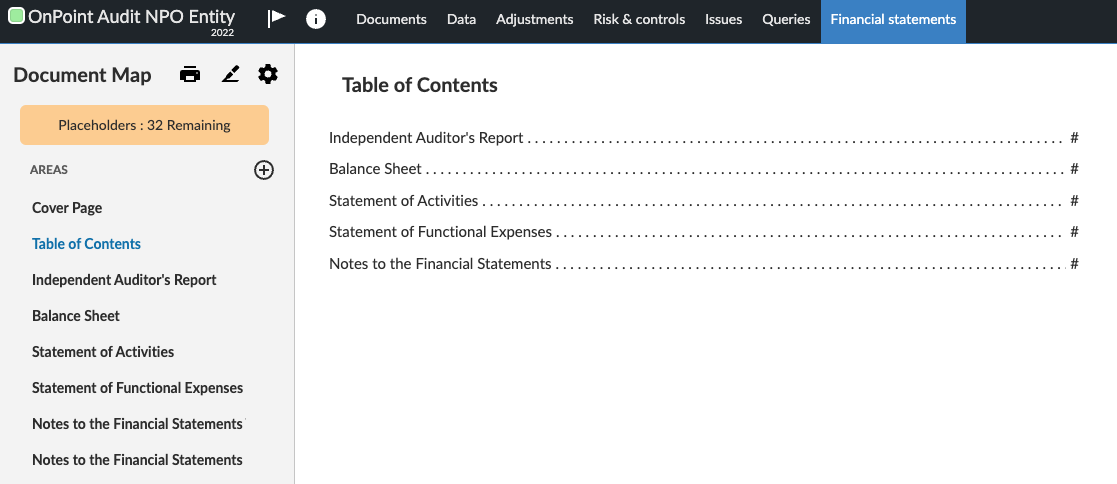 OnPoint Audit NPO Entity
2022
Documents Data Adjustments Risk & controls Issues Queries Financial statements
Document Map
Placeholders : 32 Remaining
AREAS
Cover Page
Table of Contents
Independent Auditor's Report
Balance Sheet
Statement of Activities
Statement of Functional Expenses
Notes to the Financial Statements
Notes to the Financial Statements
Table of Contents
Independent Auditor's Report #
Balance Sheet #
Statement of Activities #
Statement of Functional Expenses #
Notes to the Financial Statements #